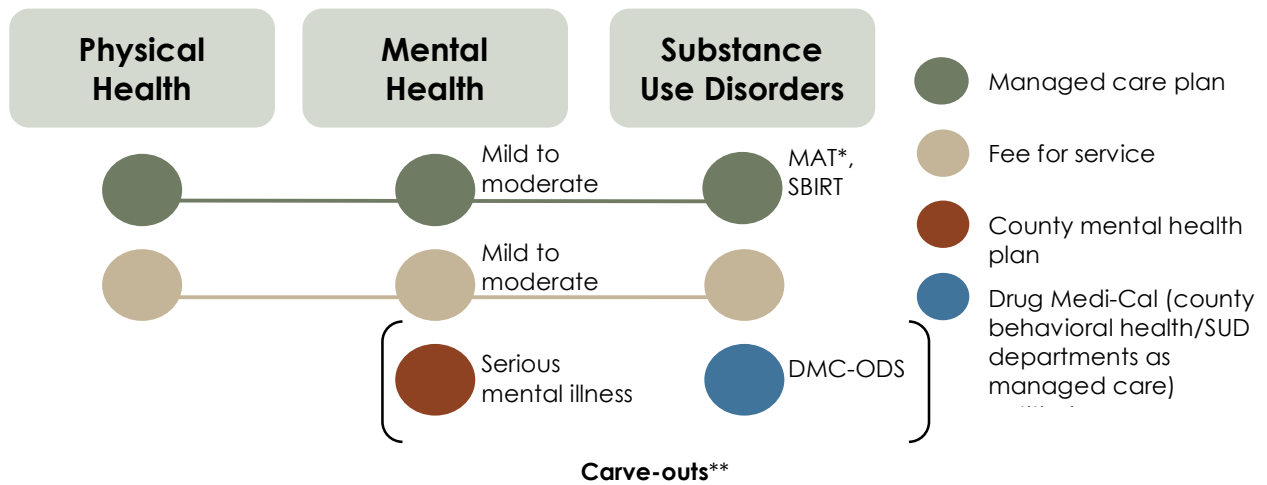 Physical
Health
Mental
Health
Substance
Use Disorders
Mild to
moderate
MAT*,
SBIRT
Mild to
moderate
Serious
mental illness
DMC-ODS
Carve-outs**
Managed care plan
Fee for service
County mental health
plan
Drug Medi-Cal (county
behavioral health/SUD
departments as
managed care)